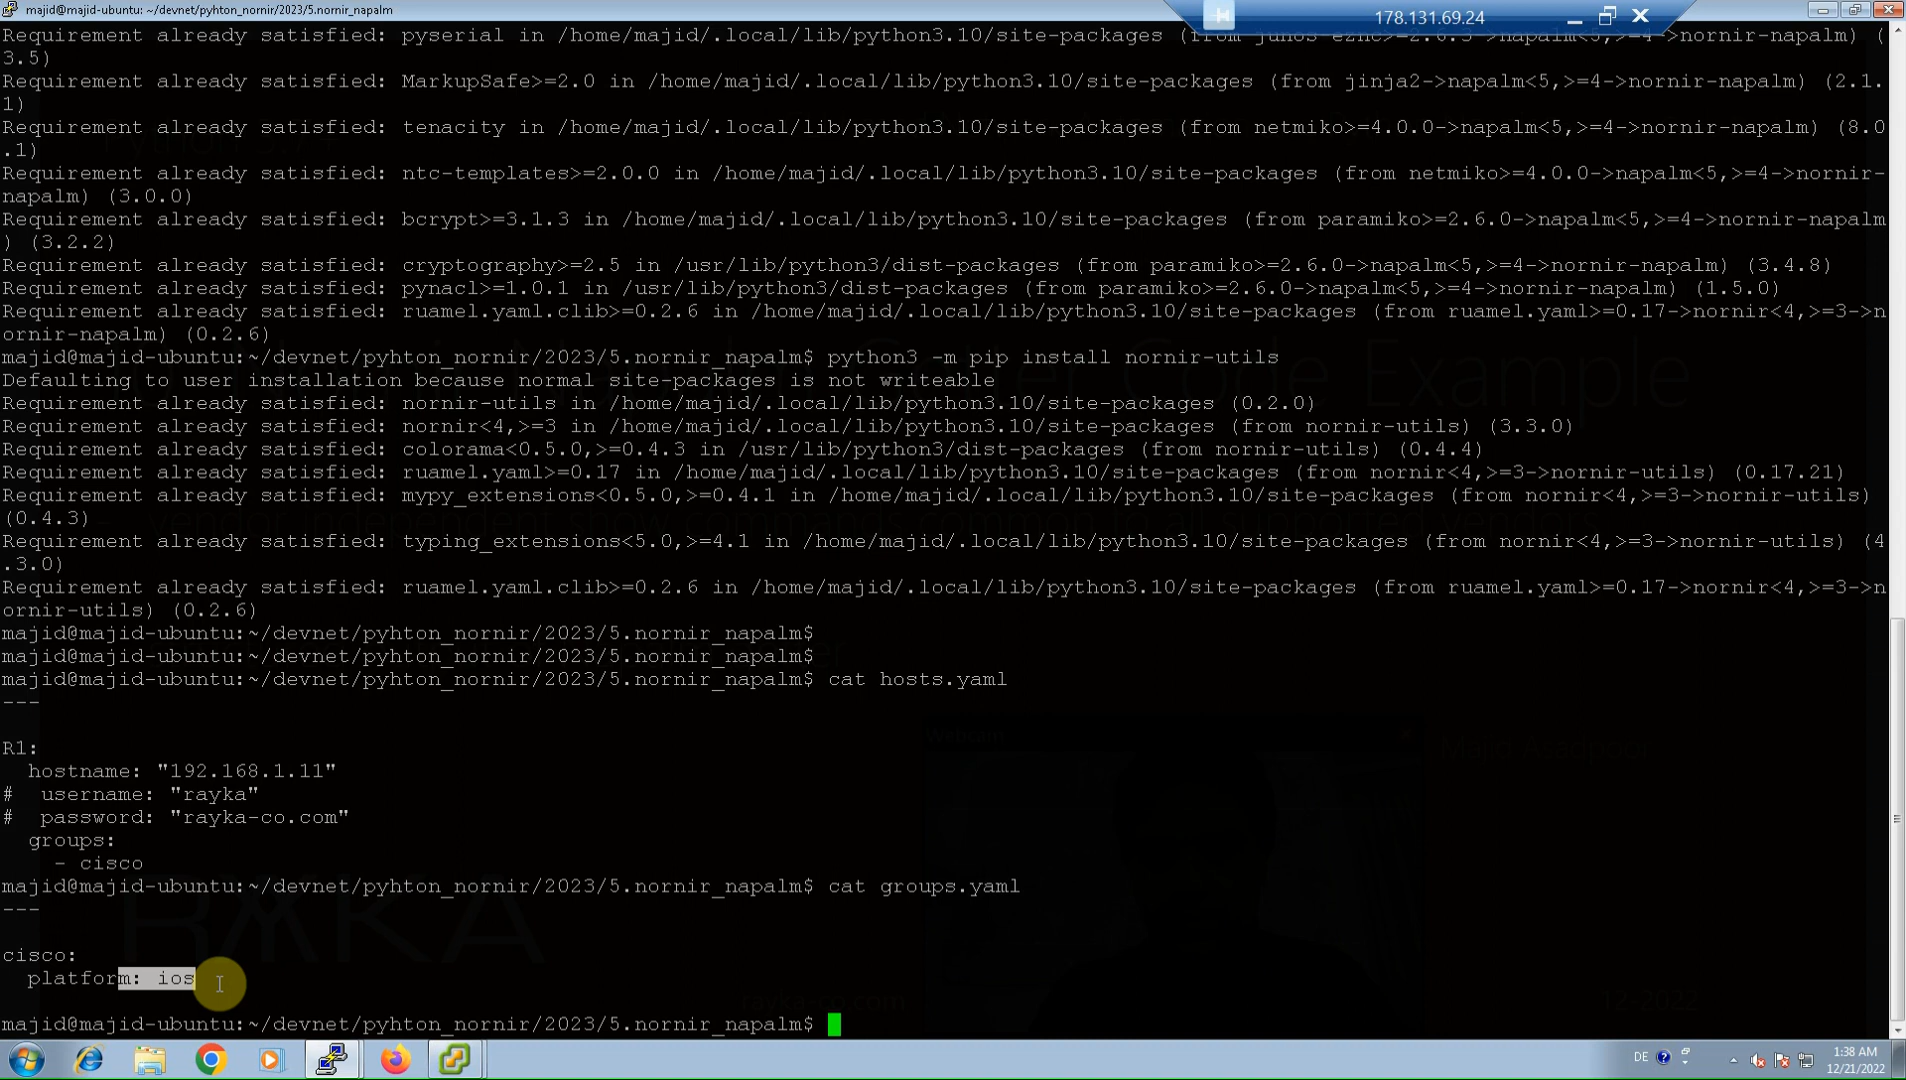 majid@majid-ubuntu: ~/devnet/pyhton_nornir/2023/5.nornir_napalm
178.131.69.24
Requirement already satisfied: pyserial in /home/majid/.local/lib/python3.10/site-packages (from junos-eznc>=2.6.3->napalm<5,>=4->nornir-napalm) (
3.5)
Requirement already satisfied: MarkupSafe>=2.0 in /home/majid/.local/lib/python3.10/site-packages (from jinja2->napalm<5,>=4->nornir-napalm) (2.1.
1)
Requirement already satisfied: tenacity in /home/majid/.local/lib/python3.10/site-packages (from netmiko>=4.0.0->napalm<5,>=4->nornir-napalm) (8.0
.1)
Requirement already satisfied: ntc-templates>=2.0.0 in /home/majid/.local/lib/python3.10/site-packages (from netmiko>=4.0.0->napalm<5,>=4->nornir-
napalm) (3.0.0)
Requirement already satisfied: bcrypt>=3.1.3 in /home/majid/.local/lib/python3.10/site-packages (from paramiko>=2.6.0->napalm<5,>=4->nornir-napalm
) (3.2.2)
Requirement already satisfied: cryptography>=2.5 in /usr/lib/python3/dist-packages (from paramiko>=2.6.0->napalm<5,>=4->nornir-napalm) (3.4.8)
Requirement already satisfied: pynacl>=1.0.1 in /usr/lib/python3/dist-packages (from paramiko>=2.6.0->napalm<5,>=4->nornir-napalm) (1.5.0)
Requirement already satisfied: ruamel.yaml.clib>=0.2.6 in /home/majid/.local/lib/python3.10/site-packages (from ruamel.yaml>=0.17->nornir<4,>=3->n
ornir-napalm) (0.2.6)
majid@majid-ubuntu:~/devnet/pyhton_nornir/2023/5.nornir_napalm$ python3 -m pip install nornir-utils
Defaulting to user installation because normal site-packages is not writeable
Requirement already satisfied: nornir-utils in /home/majid/.local/lib/python3.10/site-packages (0.2.0)
Requirement already satisfied: nornir<4,>=3 in /home/majid/.local/lib/python3.10/site-packages (from nornir-utils) (3.3.0)
Requirement already satisfied: colorama<0.5.0,>=0.4.3 in /usr/lib/python3/dist-packages (from nornir-utils) (0.4.4)
Requirement already satisfied: ruamel.yaml>=0.17 in /home/majid/.local/lib/python3.10/site-packages (from nornir<4,>=3->nornir-utils) (0.17.21)
Requirement already satisfied: mypy_extensions<0.5.0,>=0.4.1 in /home/majid/.local/lib/python3.10/site-packages (from nornir<4,>=3->nornir-utils)
(0.4.3)
Requirement already satisfied: typing_extensions<5.0,>=4.1 in /home/majid/.local/lib/python3.10/site-packages (from nornir<4,>=3->nornir-utils) (4
.3.0)
Requirement already satisfied: ruamel.yaml.clib>=0.2.6 in /home/majid/.local/lib/python3.10/site-packages (from ruamel.yaml>=0.17->nornir<4,>=3->n
ornir-utils) (0.2.6)
majid@majid-ubuntu:~/devnet/pyhton_nornir/2023/5.nornir_napalm$
majid@majid-ubuntu:~/devnet/pyhton_nornir/2023/5.nornir_napalm$
majid@majid-ubuntu:~/devnet/pyhton_nornir/2023/5.nornir_napalm$ cat hosts.yaml
---
R1:
hostname: "192.168.1.11"
# username: "rayka"
# password: "rayka-co.com"
groups:
- cisco
majid@majid-ubuntu:~/devnet/pyhton_nornir/2023/5.nornir_napalm$ cat groups.yaml
---
cisco:
platform: ios
rayka-co.com
12-2022
majid@majid-ubuntu:~/devnet/pyhton_nornir/2023/5.nornir_napalm$
DE
1:38 AM
12/21/2022